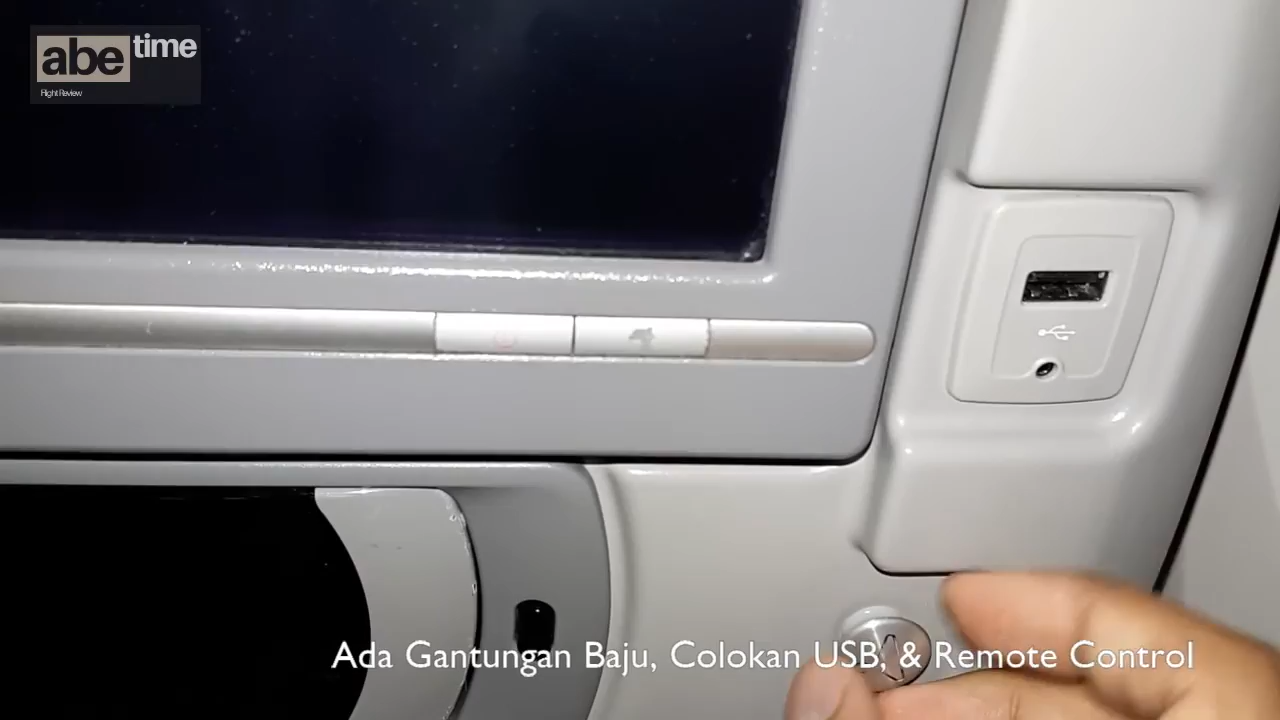 abe time
Flight Review
Ada Gantungan Baju, Colokan USB, & Remote Control